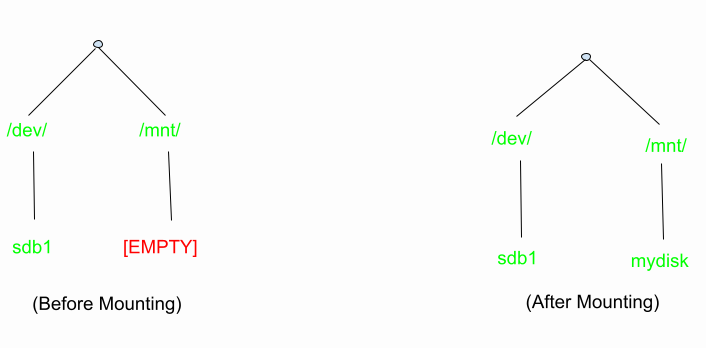 /dev/
/mnt/
sdb1
[EMPTY]
(Before Mounting)
/dev/
/mnt/
sdb1
mydisk
(After Mounting)